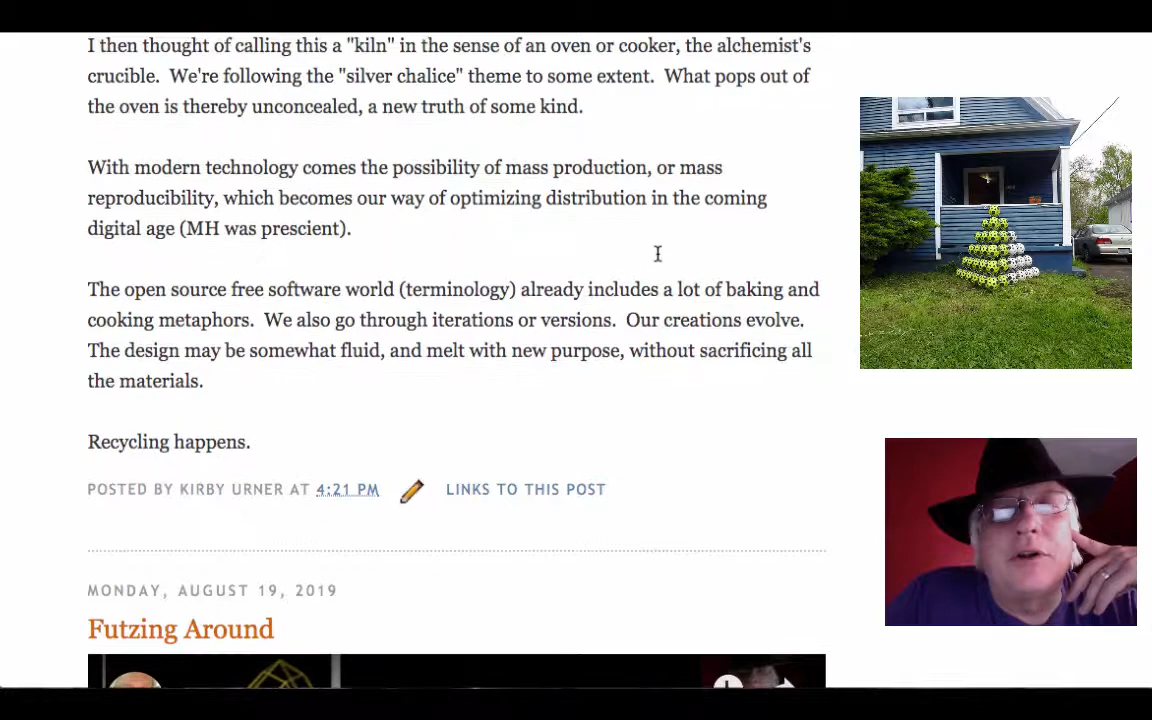 I then thought of calling this a "kiln" in the sense of an oven or cooker, the alchemist's
crucible.  We're following the "silver chalice" theme to some extent.  What pops out of
the oven is thereby unconcealed, a new truth of some kind.
With modern technology comes the possibility of mass production, or mass
reproducibility, which becomes our way of optimizing distribution in the coming
digital age (MH was prescient).
The open source free software world (terminology) already includes a lot of baking and
cooking metaphors.  We also go through iterations or versions.  Our creations evolve.
The design may be somewhat fluid, and melt with new purpose, without sacrificing all
the materials.
Recycling happens.
POSTED BY KIRBY URNER AT 4:21 PM LINKS TO THIS POST
MONDAY, AUGUST 19, 2019
Futzing Around